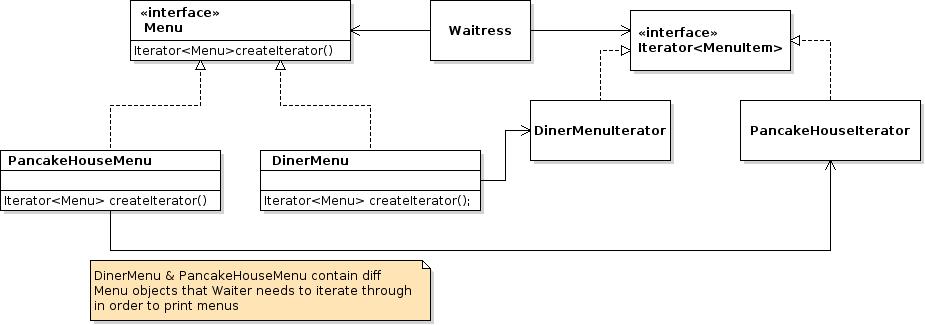 «interface»
Menu
Iterator<Menu>createIterator()
Waitress
«interface»
Iterator<MenuItem>
DinerMenuIterator
PancakeHouseIterator
PancakeHouseMenu
Iterator<Menu> createIterator()
DinerMenu
Iterator<Menu> createIterator();
DinerMenu & PancakeHouseMenu contain diff
Menu objects that Waiter needs to iterate through
in order to print menus